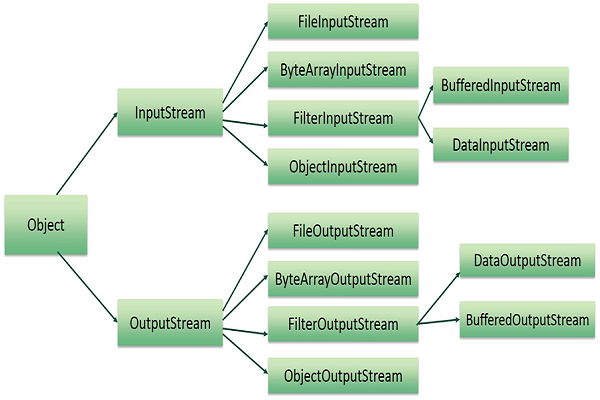 FileInputStream
ByteArrayInputStream
BufferedInputStream
InputStream
FilterInputStream
DataInputStream
ObjectInputStream
Object
FileOutputStream
DataOutputStream
ByteArrayOutputStream
OutputStream
FilterOutputStream
BufferedOutputStream
ObjectOutputStream